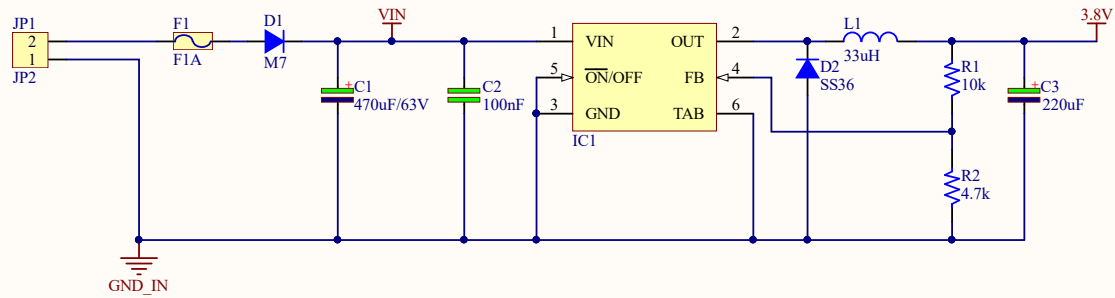 JP1
2
1
JP2
F1
F1A
D1
M7
VIN
C1
470uF/63V
C2
100nF
1
5
3
VIN
ON/OFF
GND
OUT
FB
TAB
2
4
6
IC1
D2
SS36
L1
33uH
R1
10k
R2
4.7k
C3
220uF
3.8V
GND_IN